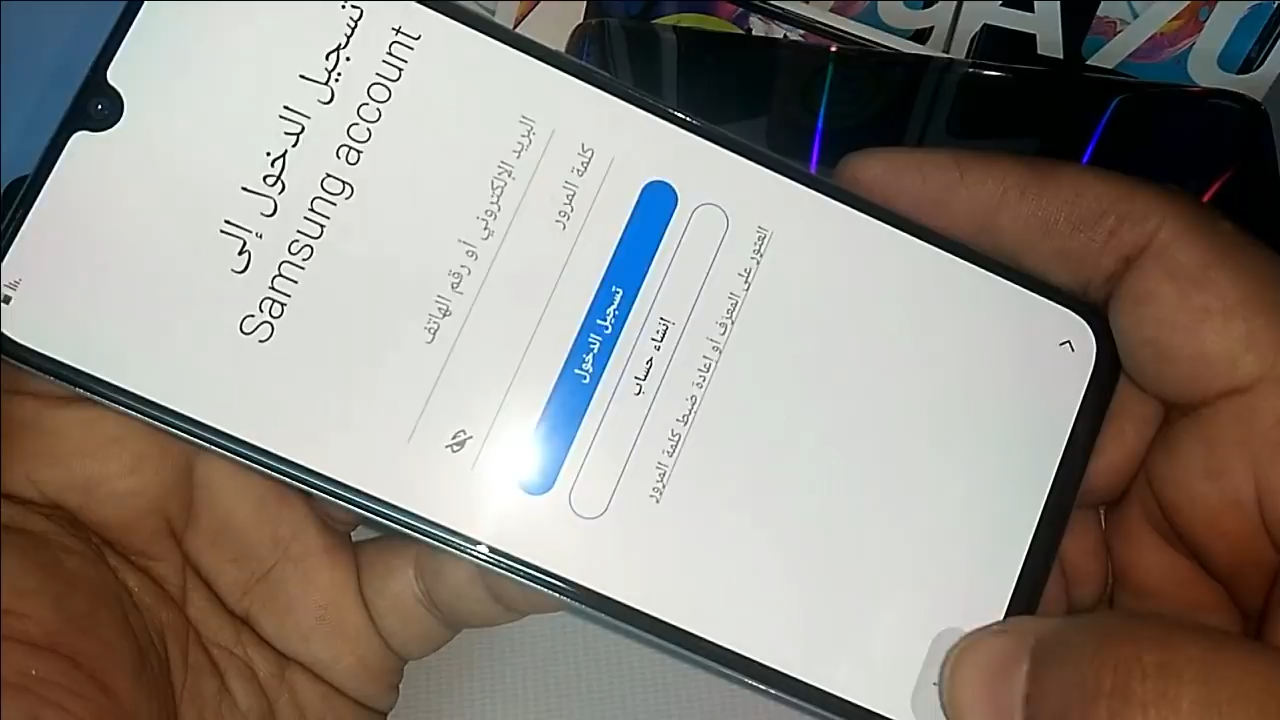 تسجيل الدخول إلى
Samsung account
البريد الإلكتروني أو رقم الهاتف
كلمة المرور
تسجيل الدخول
إنشاء حساب
العثور على المعرف أو إعادة ضبط كلمة المرور